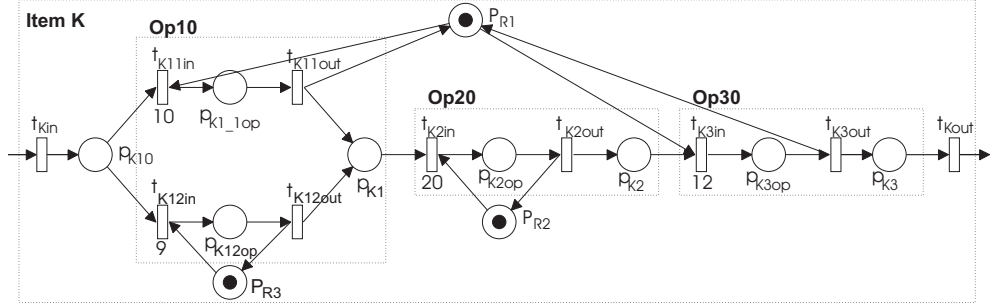 Item K
Op10
P_R1
t_K11in
t_K11out
10
p_K1_1op
Op20
Op30
t_Kin
t_K2in
t_K2out
t_K3in
t_K3out
t_Kout
p_K10
p_K1
20
p_K2op
p_K2
12
p_K3op
p_K3
t_K12in
t_K12out
9
p_K12op
P_R2
P_R3